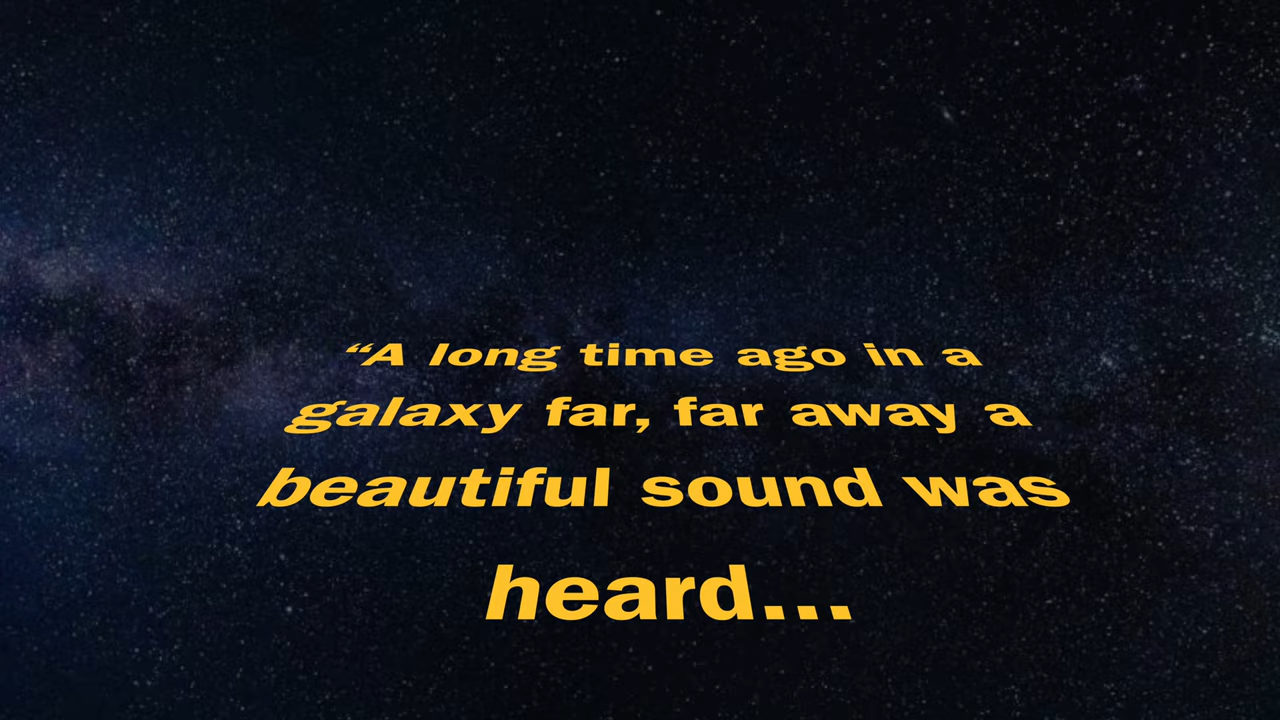 “A long time ago in a
galaxy far, far away a
beautiful sound was
heard...